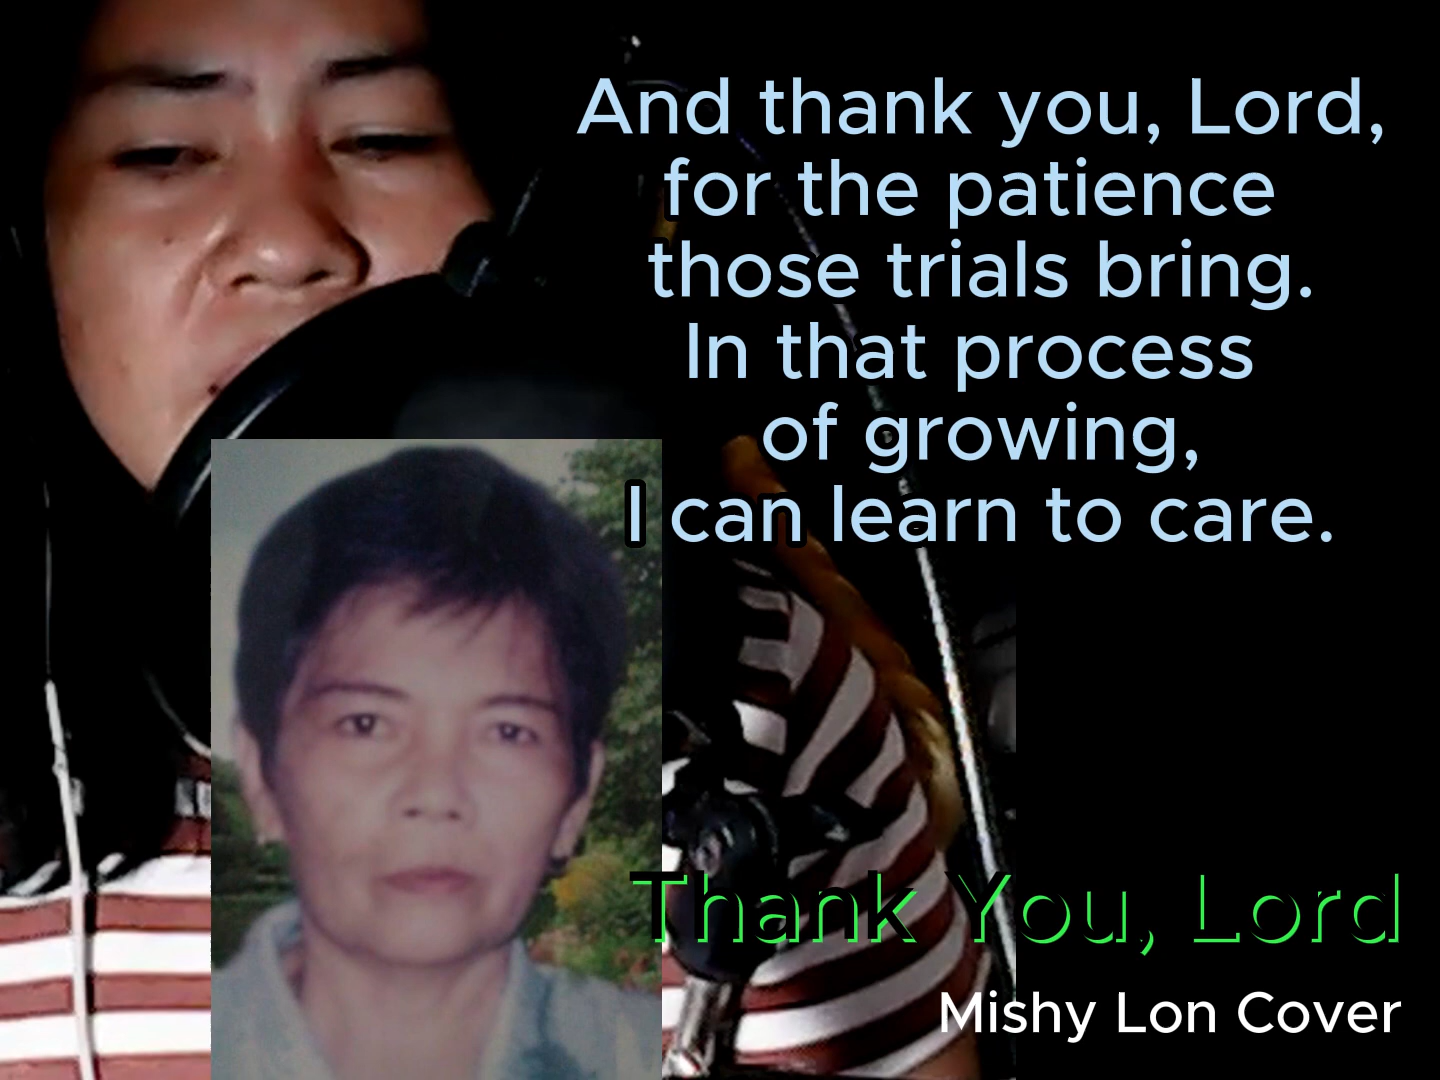 And thank you, Lord,
for the patience
those trials bring.
In that process
of growing,
I can learn to care.
Thank You, Lord
Mishy Lon Cover